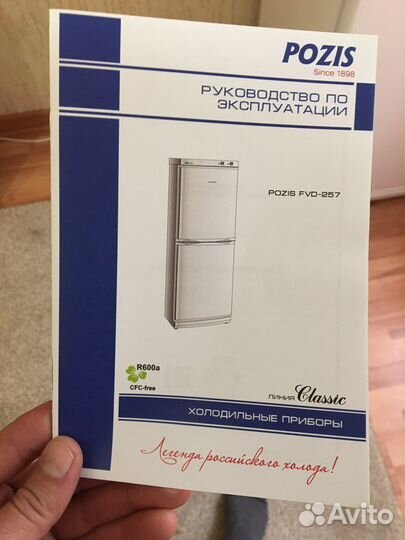 POZIS
Since 1898
РУКОВОДСТВО ПО
ЭКСПЛУАТАЦИИ
POZIS FVD-257
R600a
CFC-free
ЛИНИЯ Classic
ХОЛОДИЛЬНЫЕ ПРИБОРЫ
Легенда российского холода!
Avito